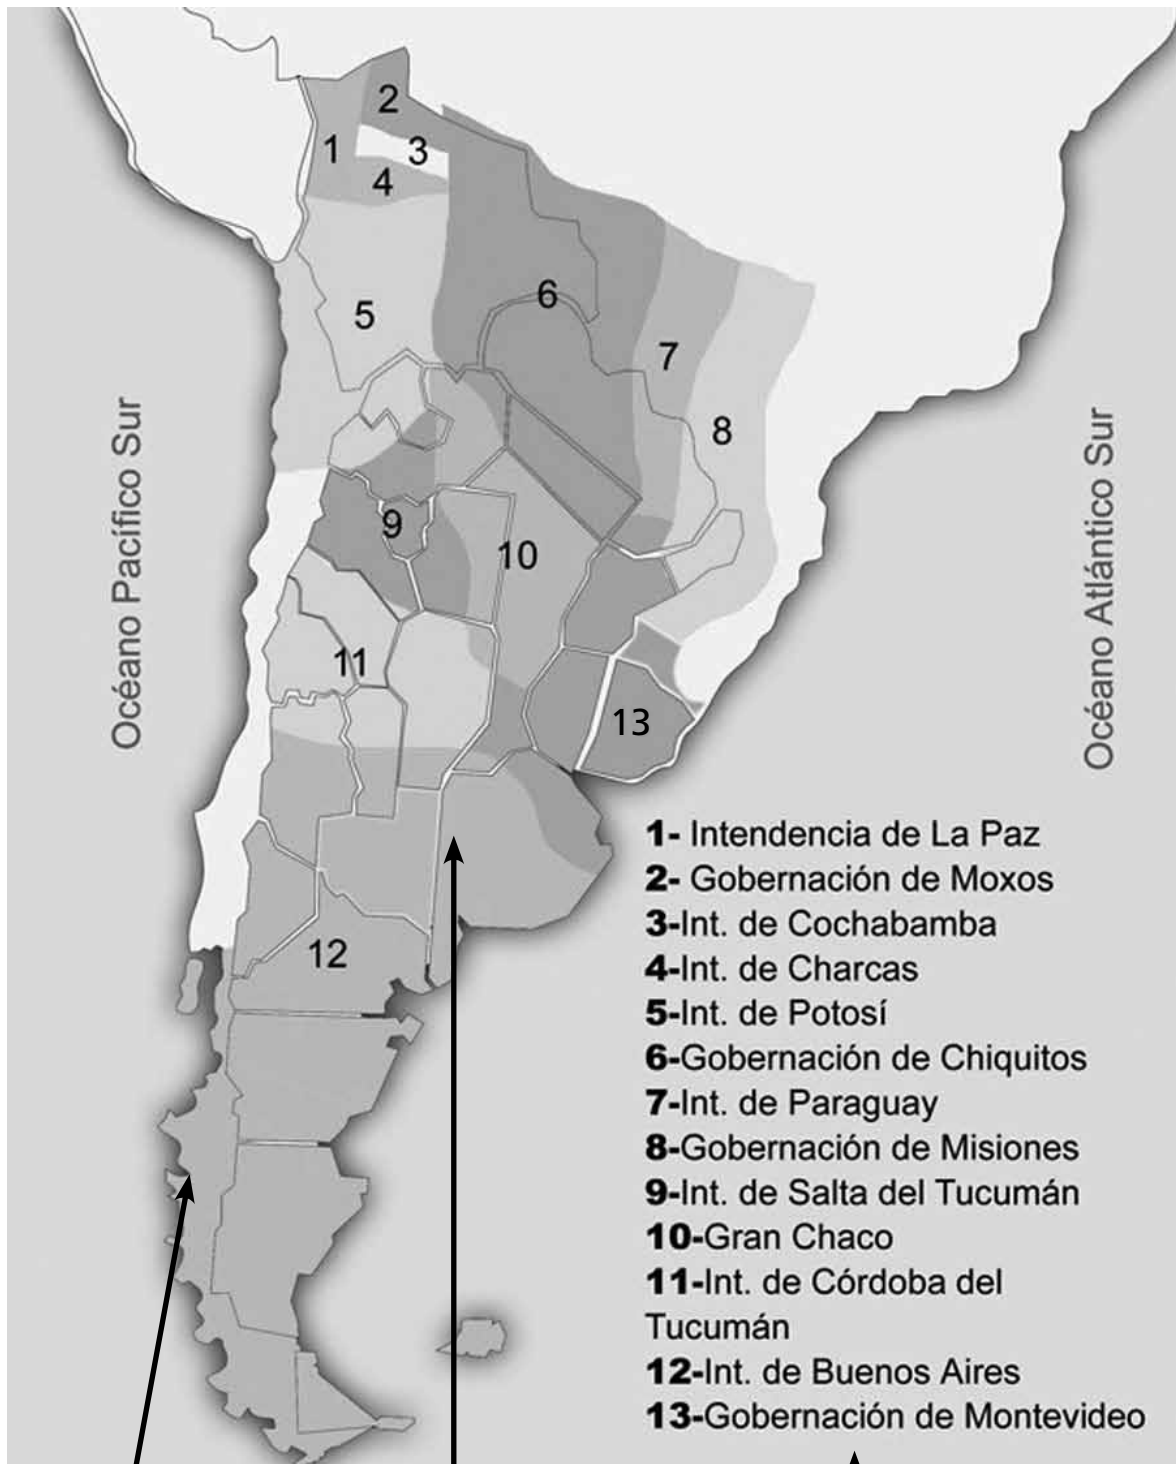 2
1
3
4
5
6
7
8
9
10
11
13
12
Océano Pacífico Sur
Océano Atlántico Sur
1- Intendencia de La Paz
2- Gobernación de Moxos
3-Int. de Cochabamba
4-Int. de Charcas
5-Int. de Potosí
6-Gobernación de Chiquitos
7-Int. de Paraguay
8-Gobernación de Misiones
9-Int. de Salta del Tucumán
10-Gran Chaco
11-Int. de Córdoba del
Tucumán
12-Int. de Buenos Aires
13-Gobernación de Montevideo